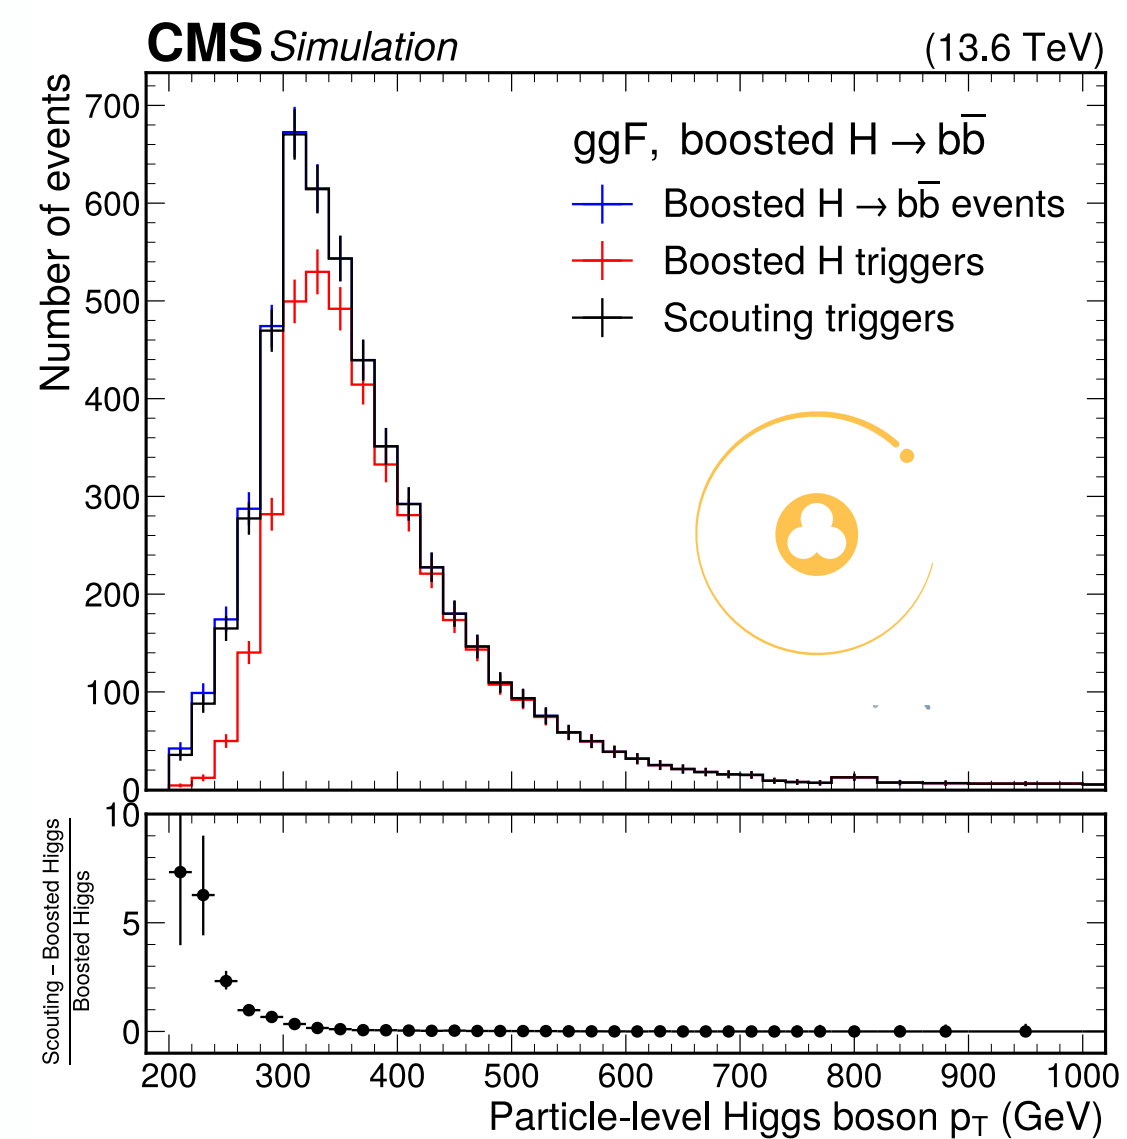 CMS Simulation (13.6 TeV)
Number of events
700
600
500
400
300
200
100
0
ggF, boosted H → bb̅
Boosted H → bb̅ events
Boosted H triggers
Scouting triggers
Scouting – Boosted Higgs
Boosted Higgs
10
5
0
200 300 400 500 600 700 800 900 1000
Particle-level Higgs boson pT (GeV)